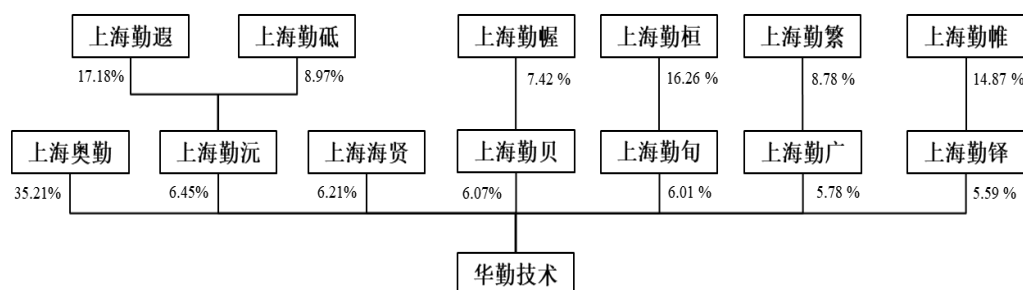 上海勤遐
上海勤砥
上海勤幄
上海勤桓
上海勤繁
上海勤帷
17.18%
8.97%
7.42 %
16.26 %
8.78 %
14.87 %
上海奥勤
上海勤沅
上海海贤
上海勤贝
上海勤旬
上海勤广
上海勤铎
35.21%
6.45%
6.21%
6.07%
6.01 %
5.78 %
5.59 %
华勤技术